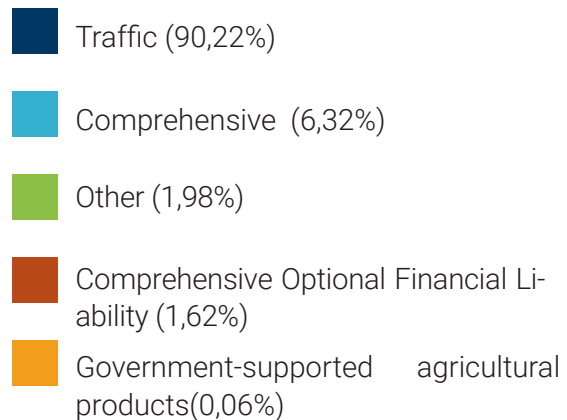 Traffic (90,22%)
Comprehensive (6,32%)
Other (1,98%)
Comprehensive Optional Financial Li-
ability (1,62%)
Government-supported agricultural
products(0,06%)